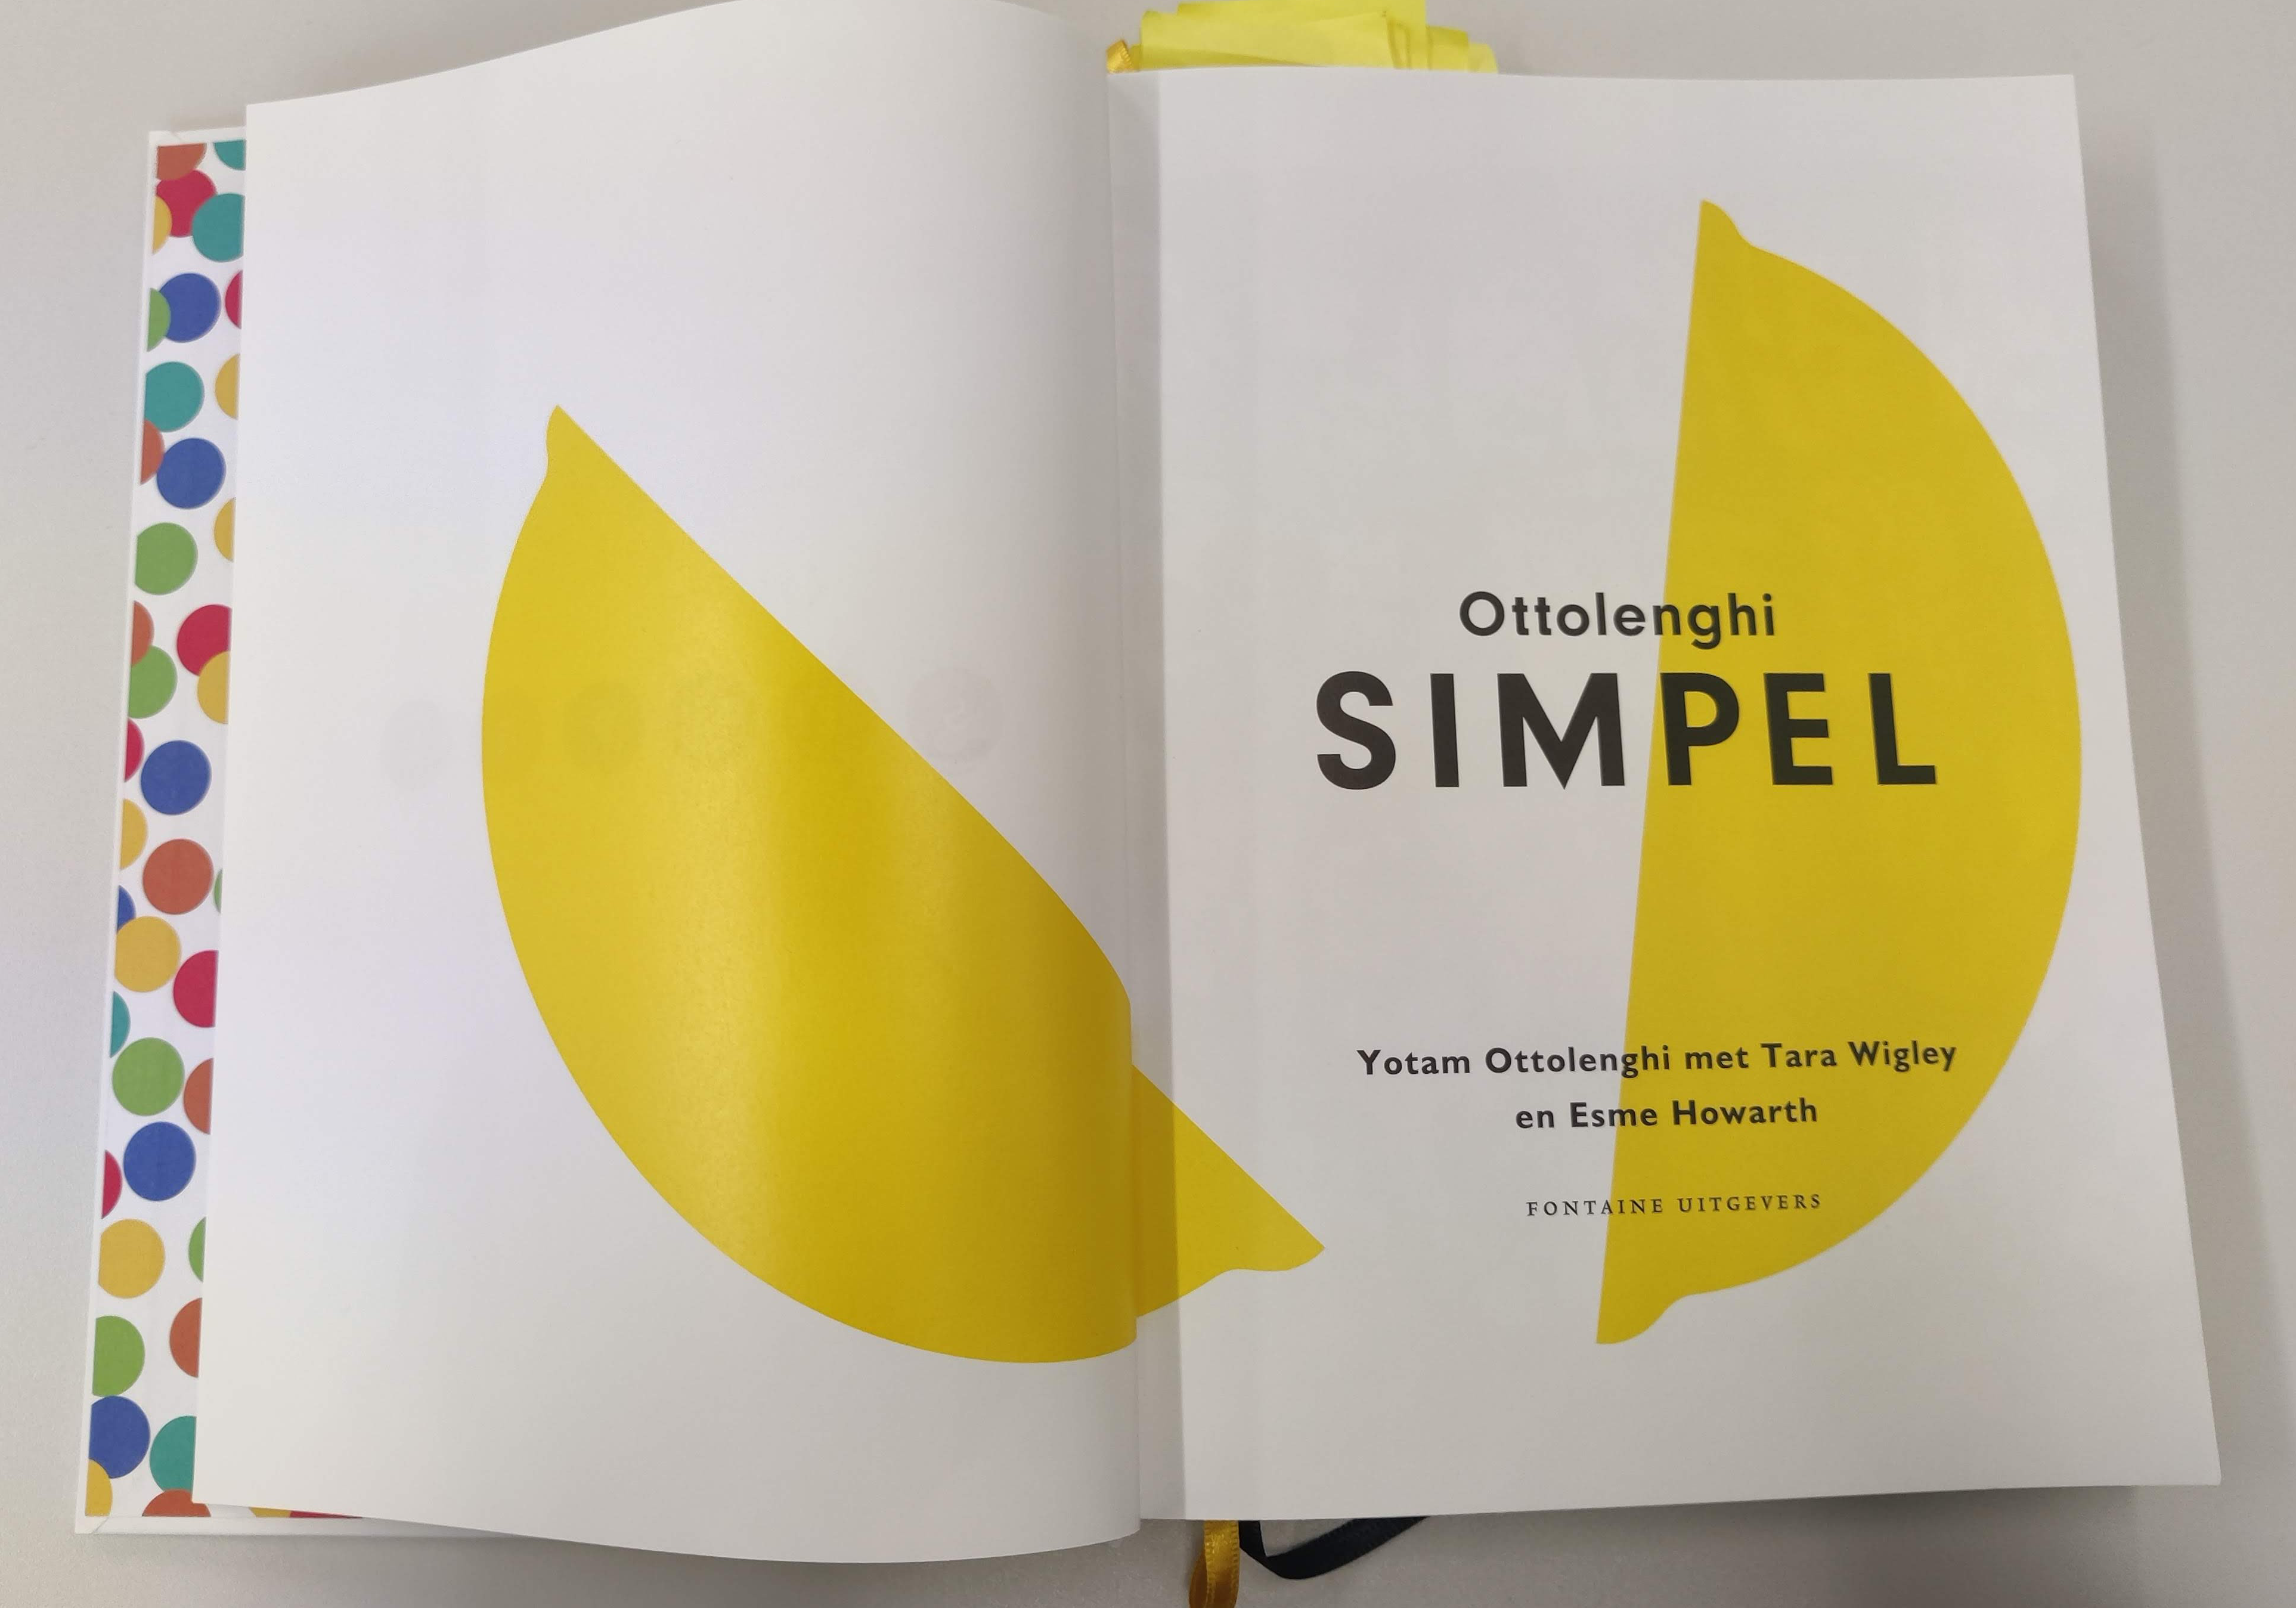 Ottolenghi
SIMPEL
Yotam Ottolenghi met Tara Wigley
en Esme Howarth
FONTAINE UITGEVERS